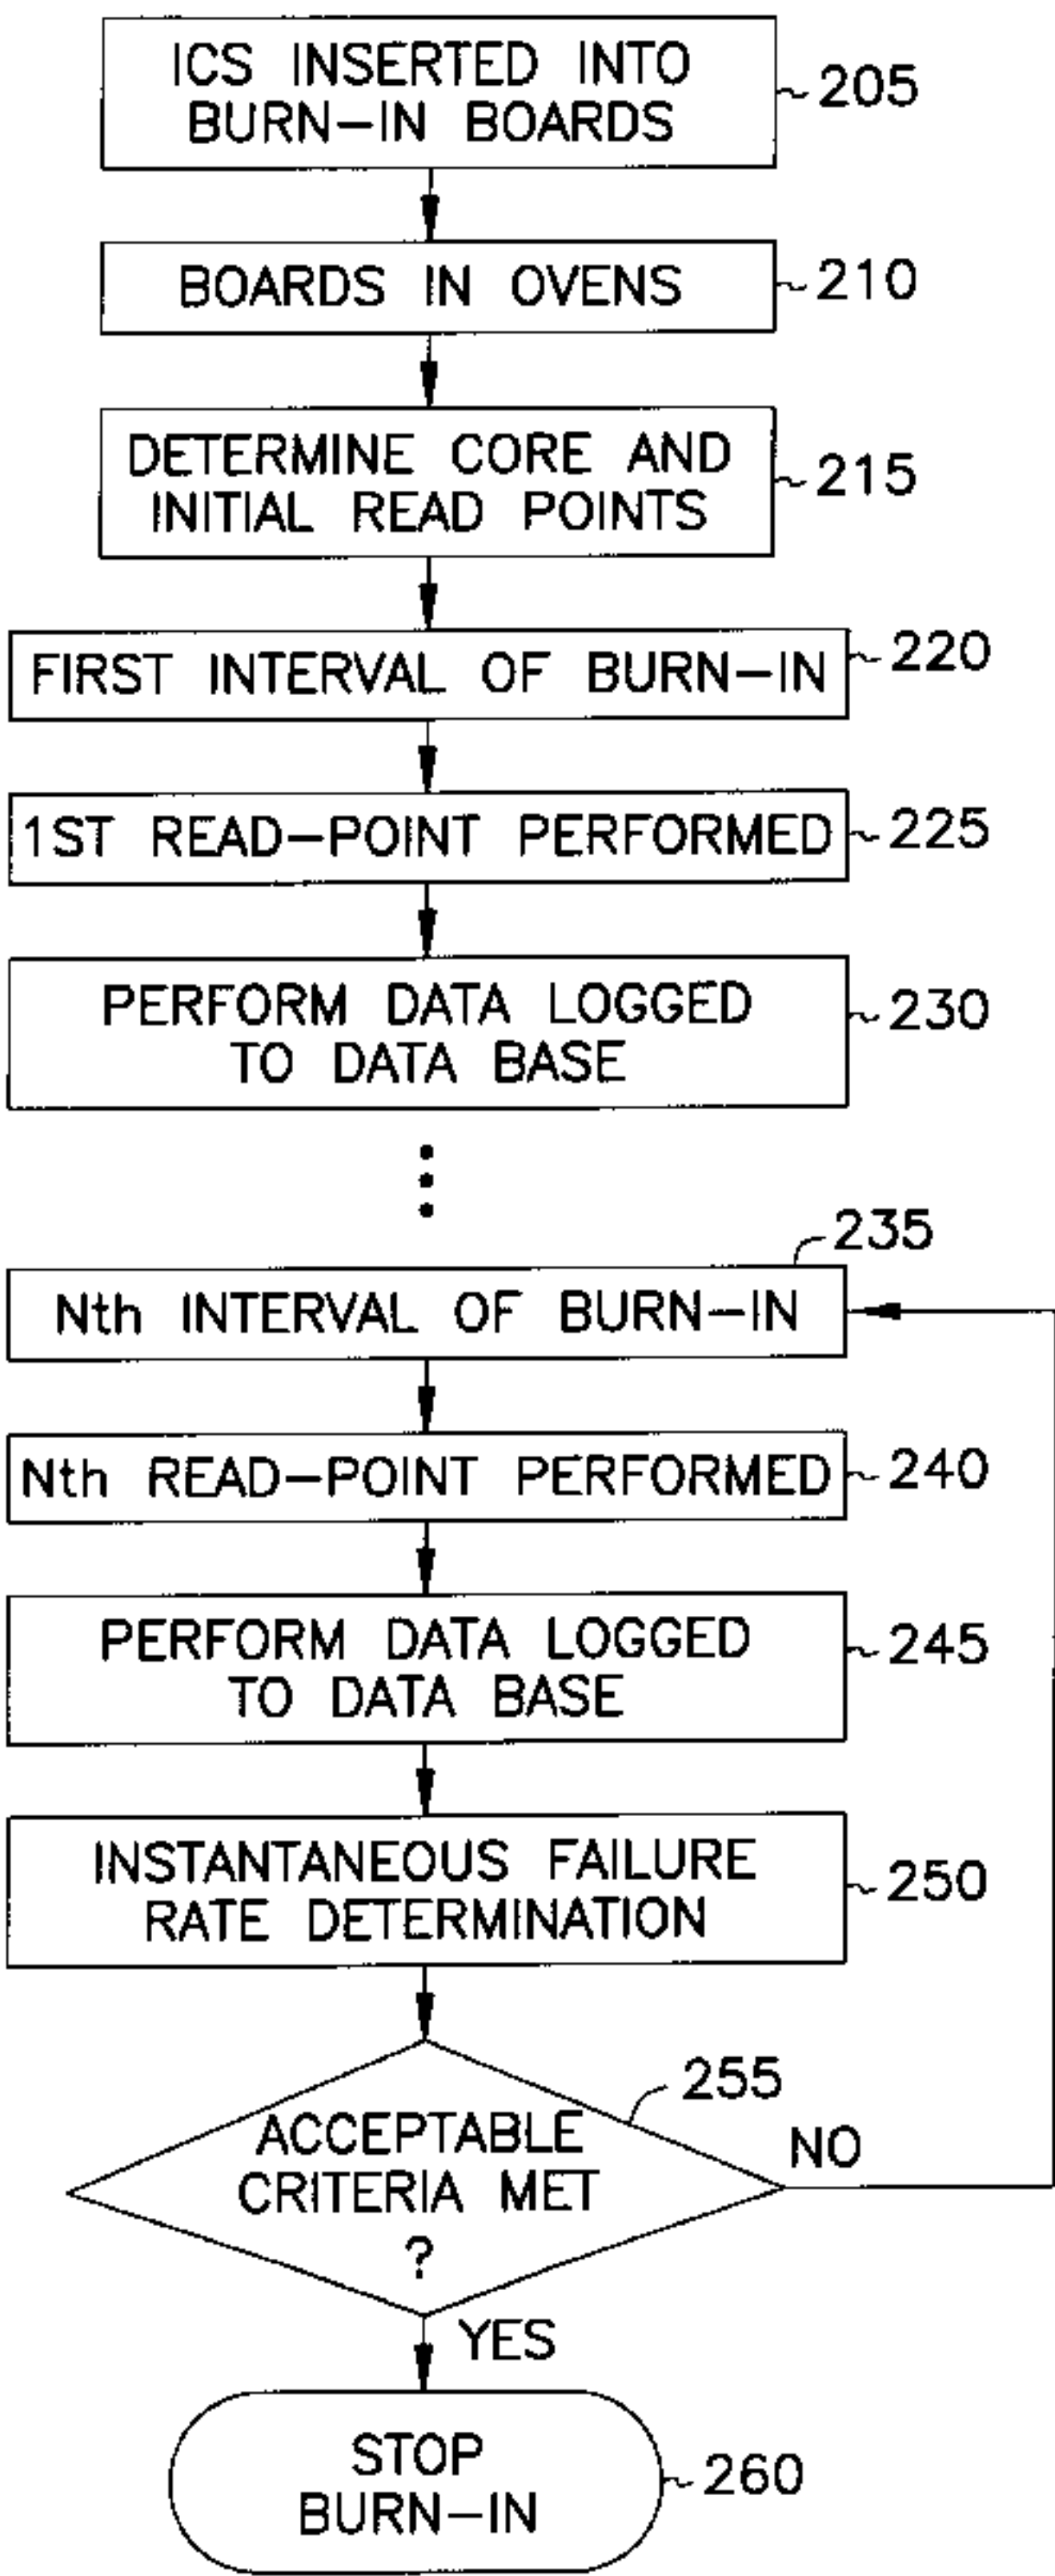 ICS INSERTED INTO
BURN-IN BOARDS
205
BOARDS IN OVENS
210
DETERMINE CORE AND
INITIAL READ POINTS
215
FIRST INTERVAL OF BURN-IN
220
1ST READ-POINT PERFORMED
225
PERFORM DATA LOGGED
TO DATA BASE
230
235
Nth INTERVAL OF BURN-IN
Nth READ-POINT PERFORMED
240
PERFORM DATA LOGGED
TO DATA BASE
245
INSTANTANEOUS FAILURE
RATE DETERMINATION
250
255
ACCEPTABLE
CRITERIA MET
?
NO
YES
STOP
BURN-IN
260